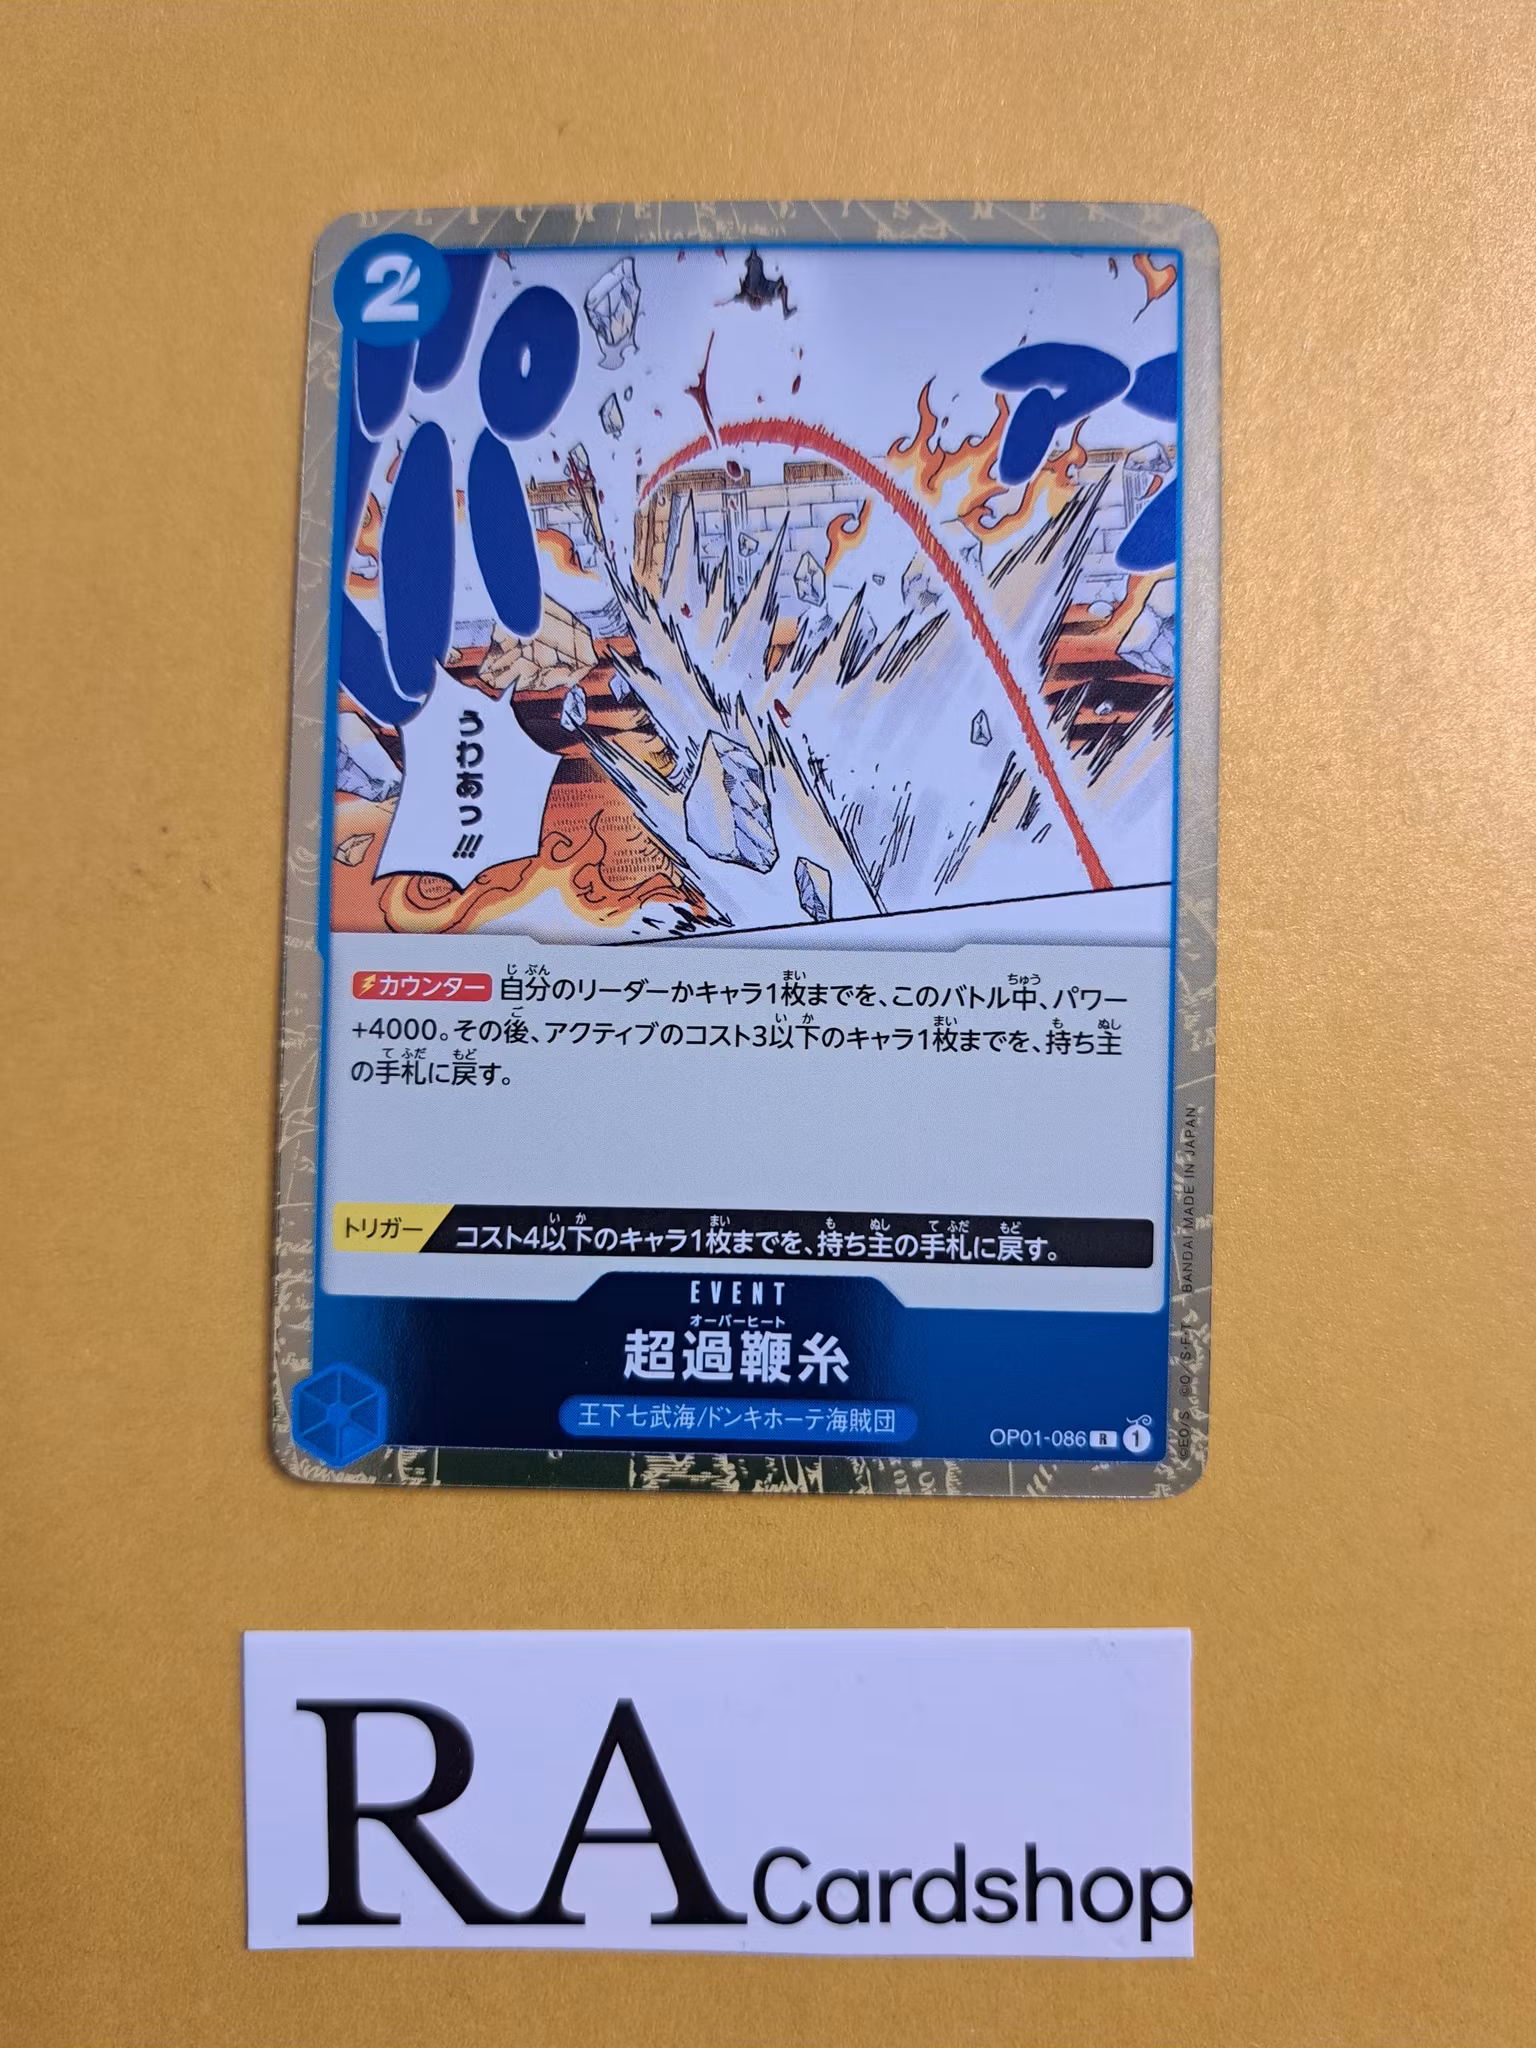 2
うわあっ!!!
カウンター 自分のリーダーかキャラ1枚までを、このバトル中、パワー
+4000。その後、アクティブのコスト3以下のキャラ1枚までを、持ち主
の手札に戻す。
トリガー コスト4以下のキャラ1枚までを、持ち主の手札に戻す。
EVENT
オーバーヒート
超過鞭糸
王下七武海/ドンキホーテ海賊団
OP01-086 R 1
©EO/S. ©O/S・F・T BANDAI MADE IN JAPAN
RA Cardshop